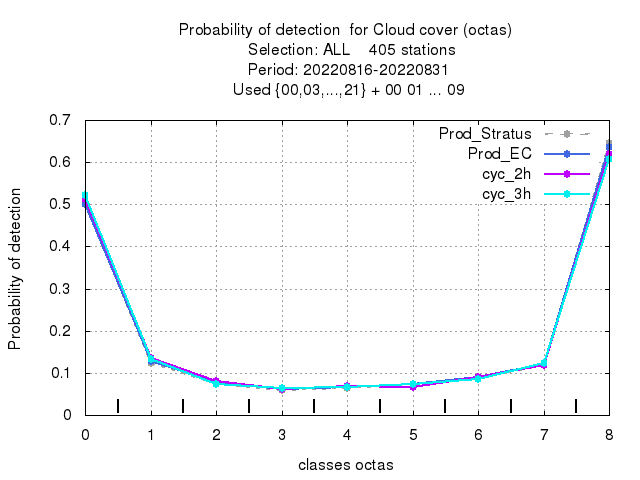 Probability of detection  for Cloud cover (octas)
Selection: ALL    405 stations
Period: 20220816-20220831
Used {00,03,...,21} + 00 01 ... 09
Probability of detection
0.7
0.6
0.5
0.4
0.3
0.2
0.1
0
Prod_Stratus
Prod_EC
cyc_2h
cyc_3h
0 1 2 3 4 5 6 7 8
classes octas